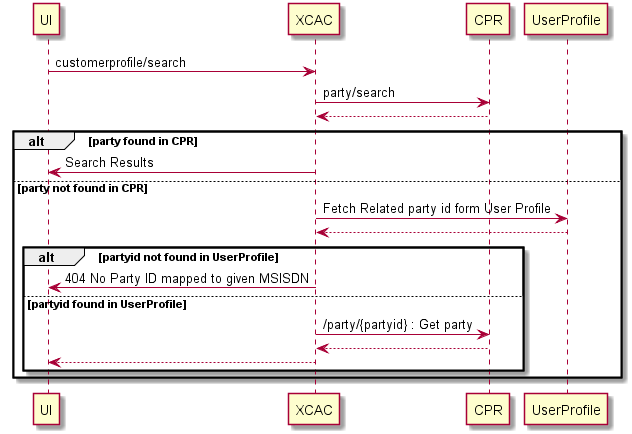 UI XCAC CPR UserProfile
customerprofile/search
party/search
alt [party found in CPR]
Search Results
[party not found in CPR]
Fetch Related party id form User Profile
alt [partyid not found in UserProfile]
404 No Party ID mapped to given MSISDN
[partyid found in UserProfile]
/party/{partyid} : Get party
UI XCAC CPR UserProfile